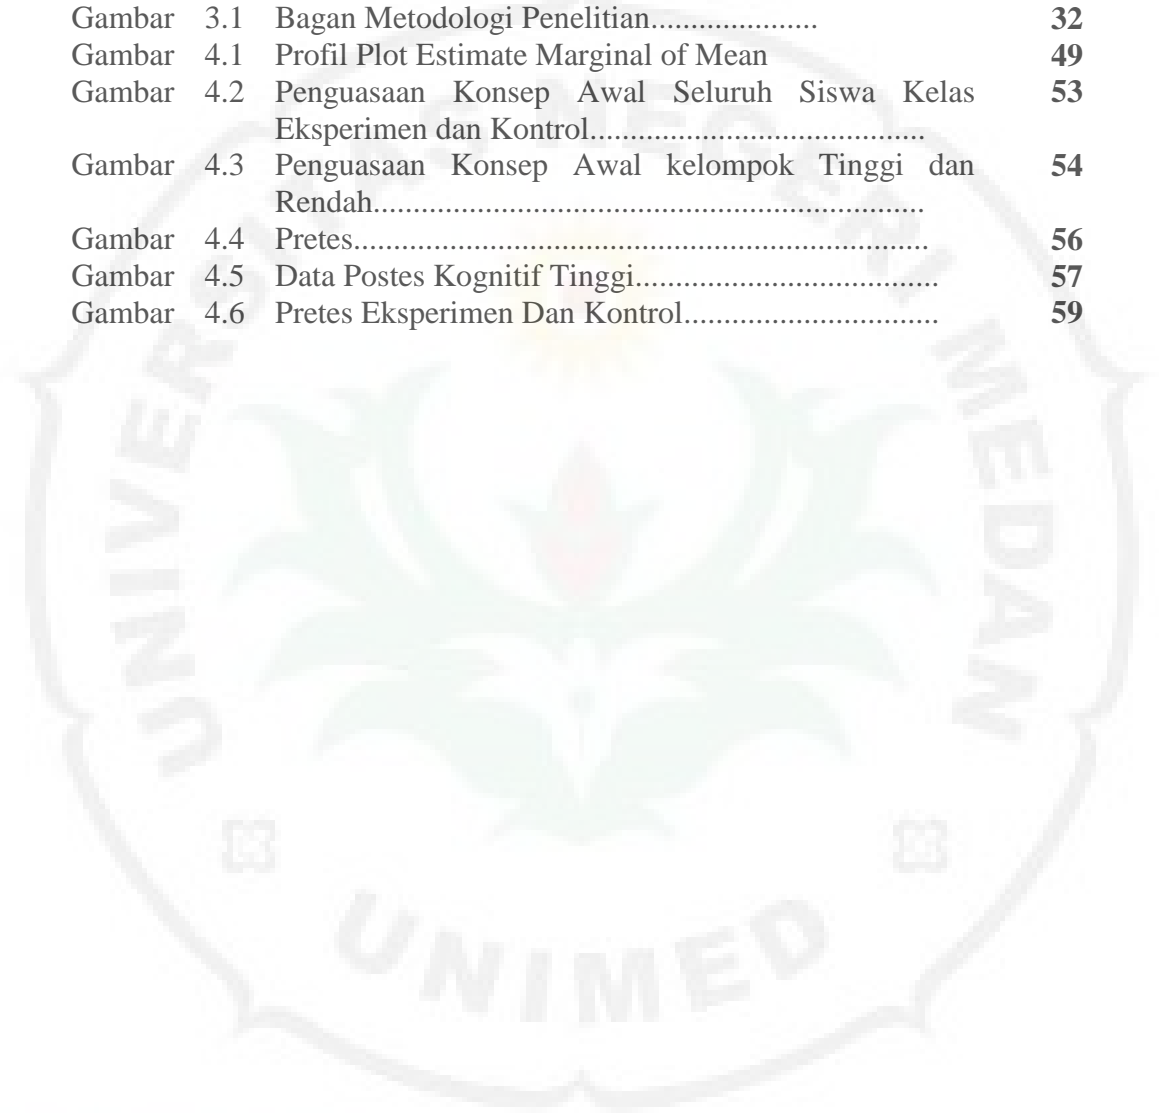 Gambar 3.1 Bagan Metodologi Penelitian..................... 32
Gambar 4.1 Profil Plot Estimate Marginal of Mean 49
Gambar 4.2 Penguasaan Konsep Awal Seluruh Siswa Kelas 53
Eksperimen dan Kontrol..........................................
Gambar 4.3 Penguasaan Konsep Awal kelompok Tinggi dan 54
Rendah.....................................................................
Gambar 4.4 Pretes........................................................................ 56
Gambar 4.5 Data Postes Kognitif Tinggi...................................... 57
Gambar 4.6 Pretes Eksperimen Dan Kontrol................................ 59
UNIVERSITAS NEGERI MEDAN
UNIMED